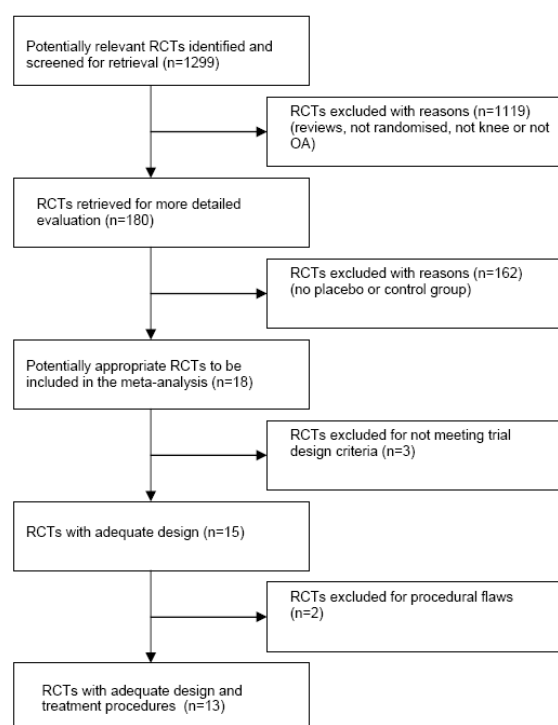 Potentially relevant RCTs identified and
screened for retrieval (n=1299)
RCTs excluded with reasons (n=1119)
(reviews, not randomised, not knee or not
OA)
RCTs retrieved for more detailed
evaluation (n=180)
RCTs excluded with reasons (n=162)
(no placebo or control group)
Potentially appropriate RCTs to be
included in the meta-analysis (n=18)
RCTs excluded for not meeting trial
design criteria (n=3)
RCTs with adequate design (n=15)
RCTs excluded for procedural flaws
(n=2)
RCTs with adequate design and
treatment procedures (n=13)